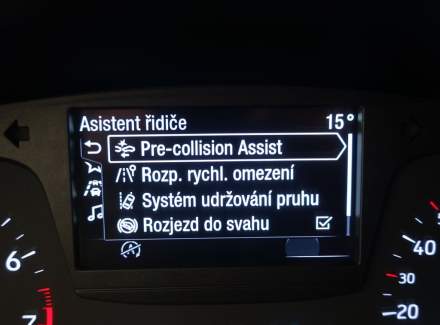 Asistent řidiče 15°
Pre-collision Assist
Rozp. rychl. omezení
Systém udržování pruhu
Rozjezd do svahu
6
7
40
30
20